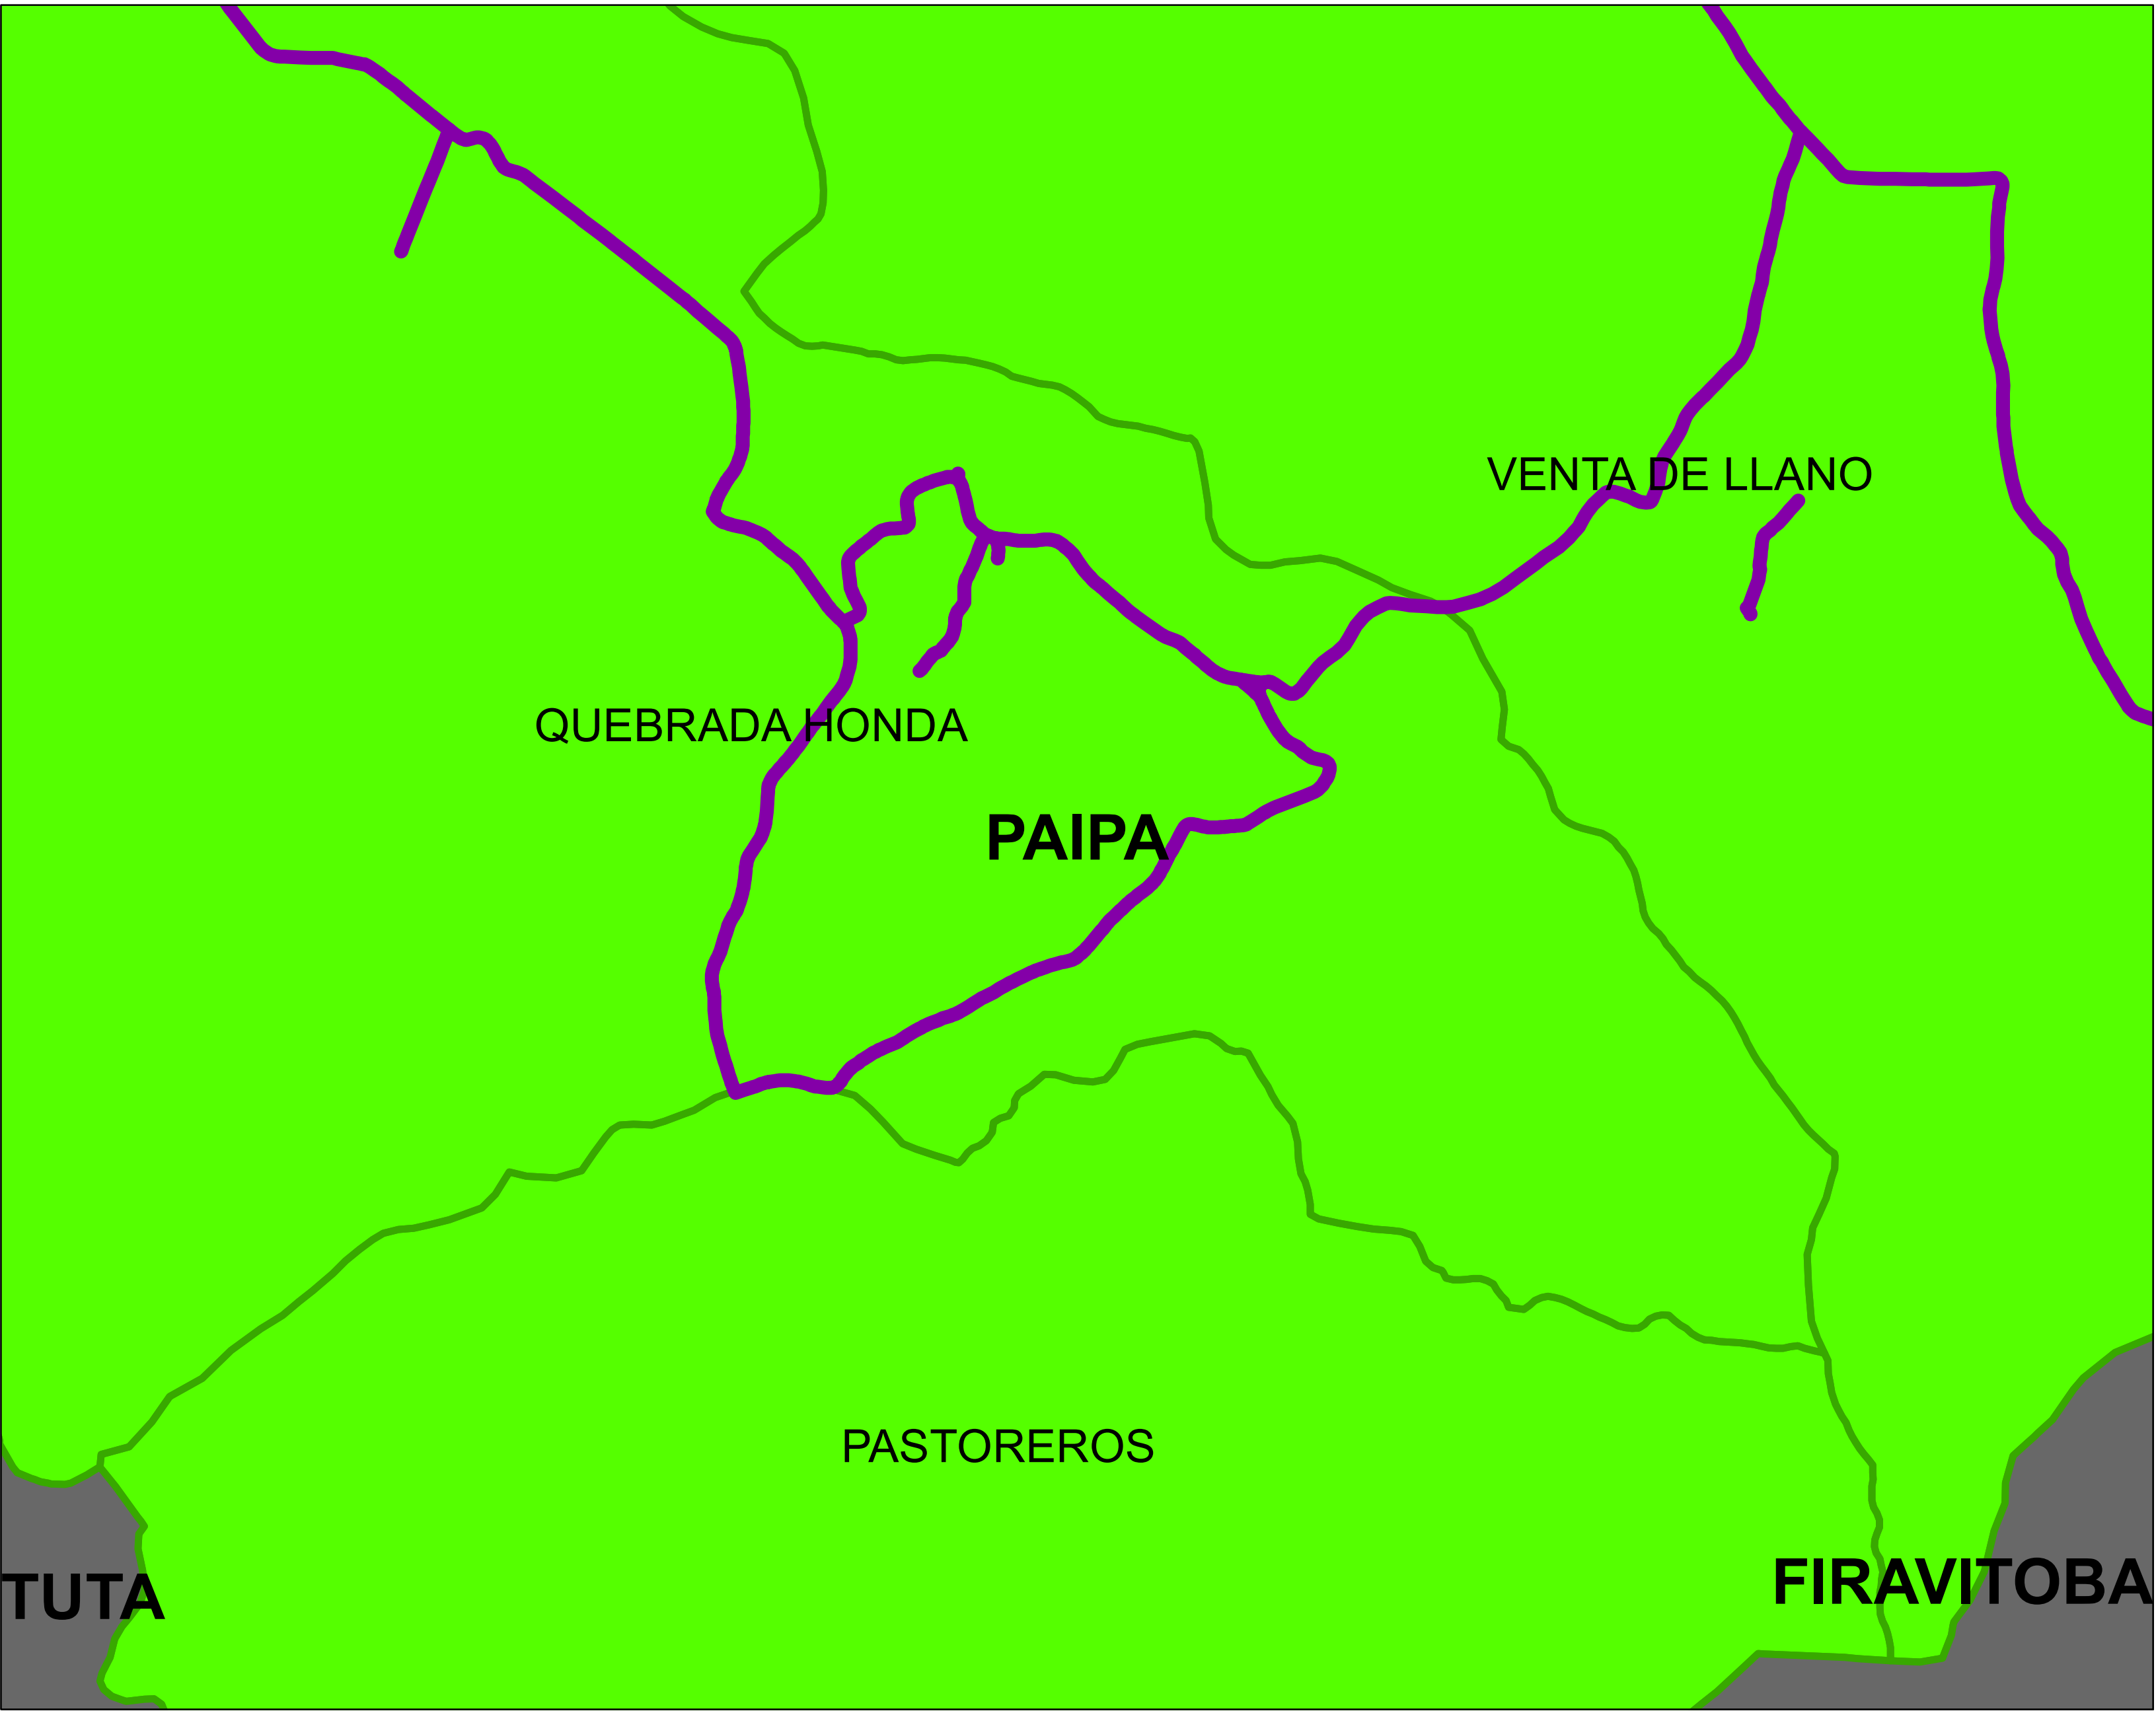 VENTA DE LLANO
QUEBRADA HONDA
PAIPA
PASTOREROS
TUTA
FIRAVITOBA